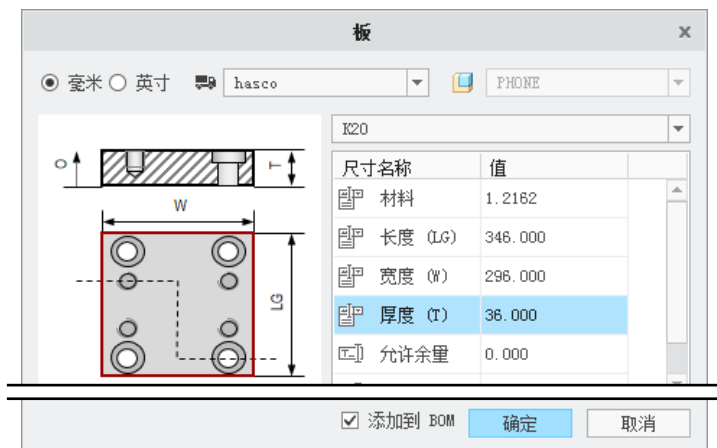 板
毫米 英寸 hasco PHONE
K20
尺寸名称 值
材料 1.2162
长度 (LG) 346.000
宽度 (W) 296.000
厚度 (T) 36.000
允许余量 0.000
O T
W
LG
添加到 BOM 确定 取消